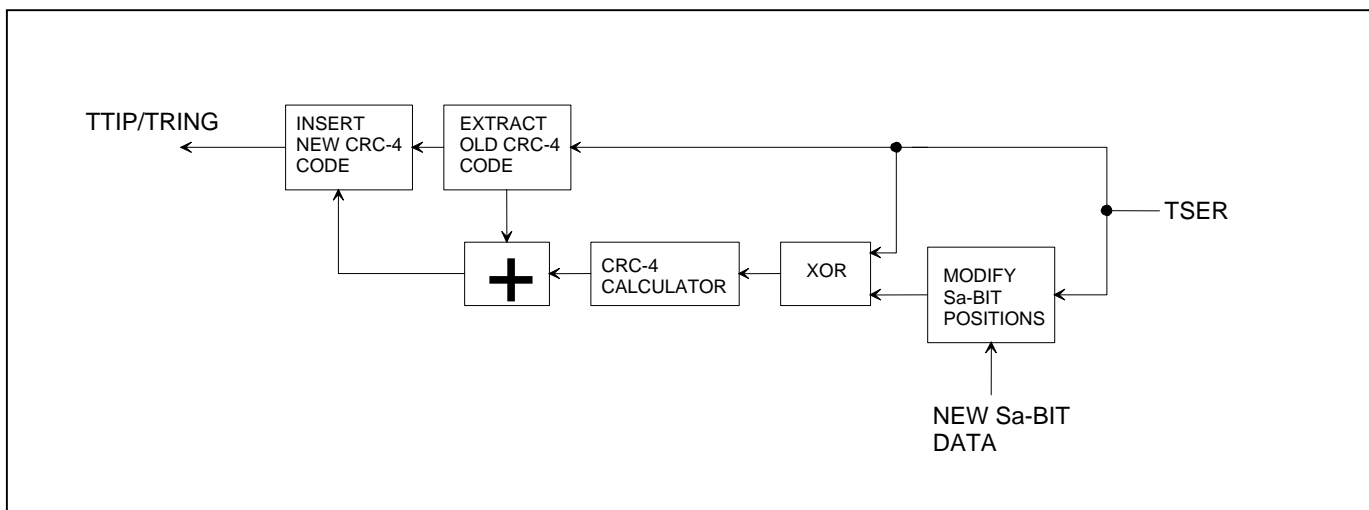 TTIP/TRING
INSERT
NEW CRC-4
CODE
EXTRACT
OLD CRC-4
CODE
TSER
+
CRC-4
CALCULATOR
XOR
MODIFY
Sa-BIT
POSITIONS
NEW Sa-BIT
DATA